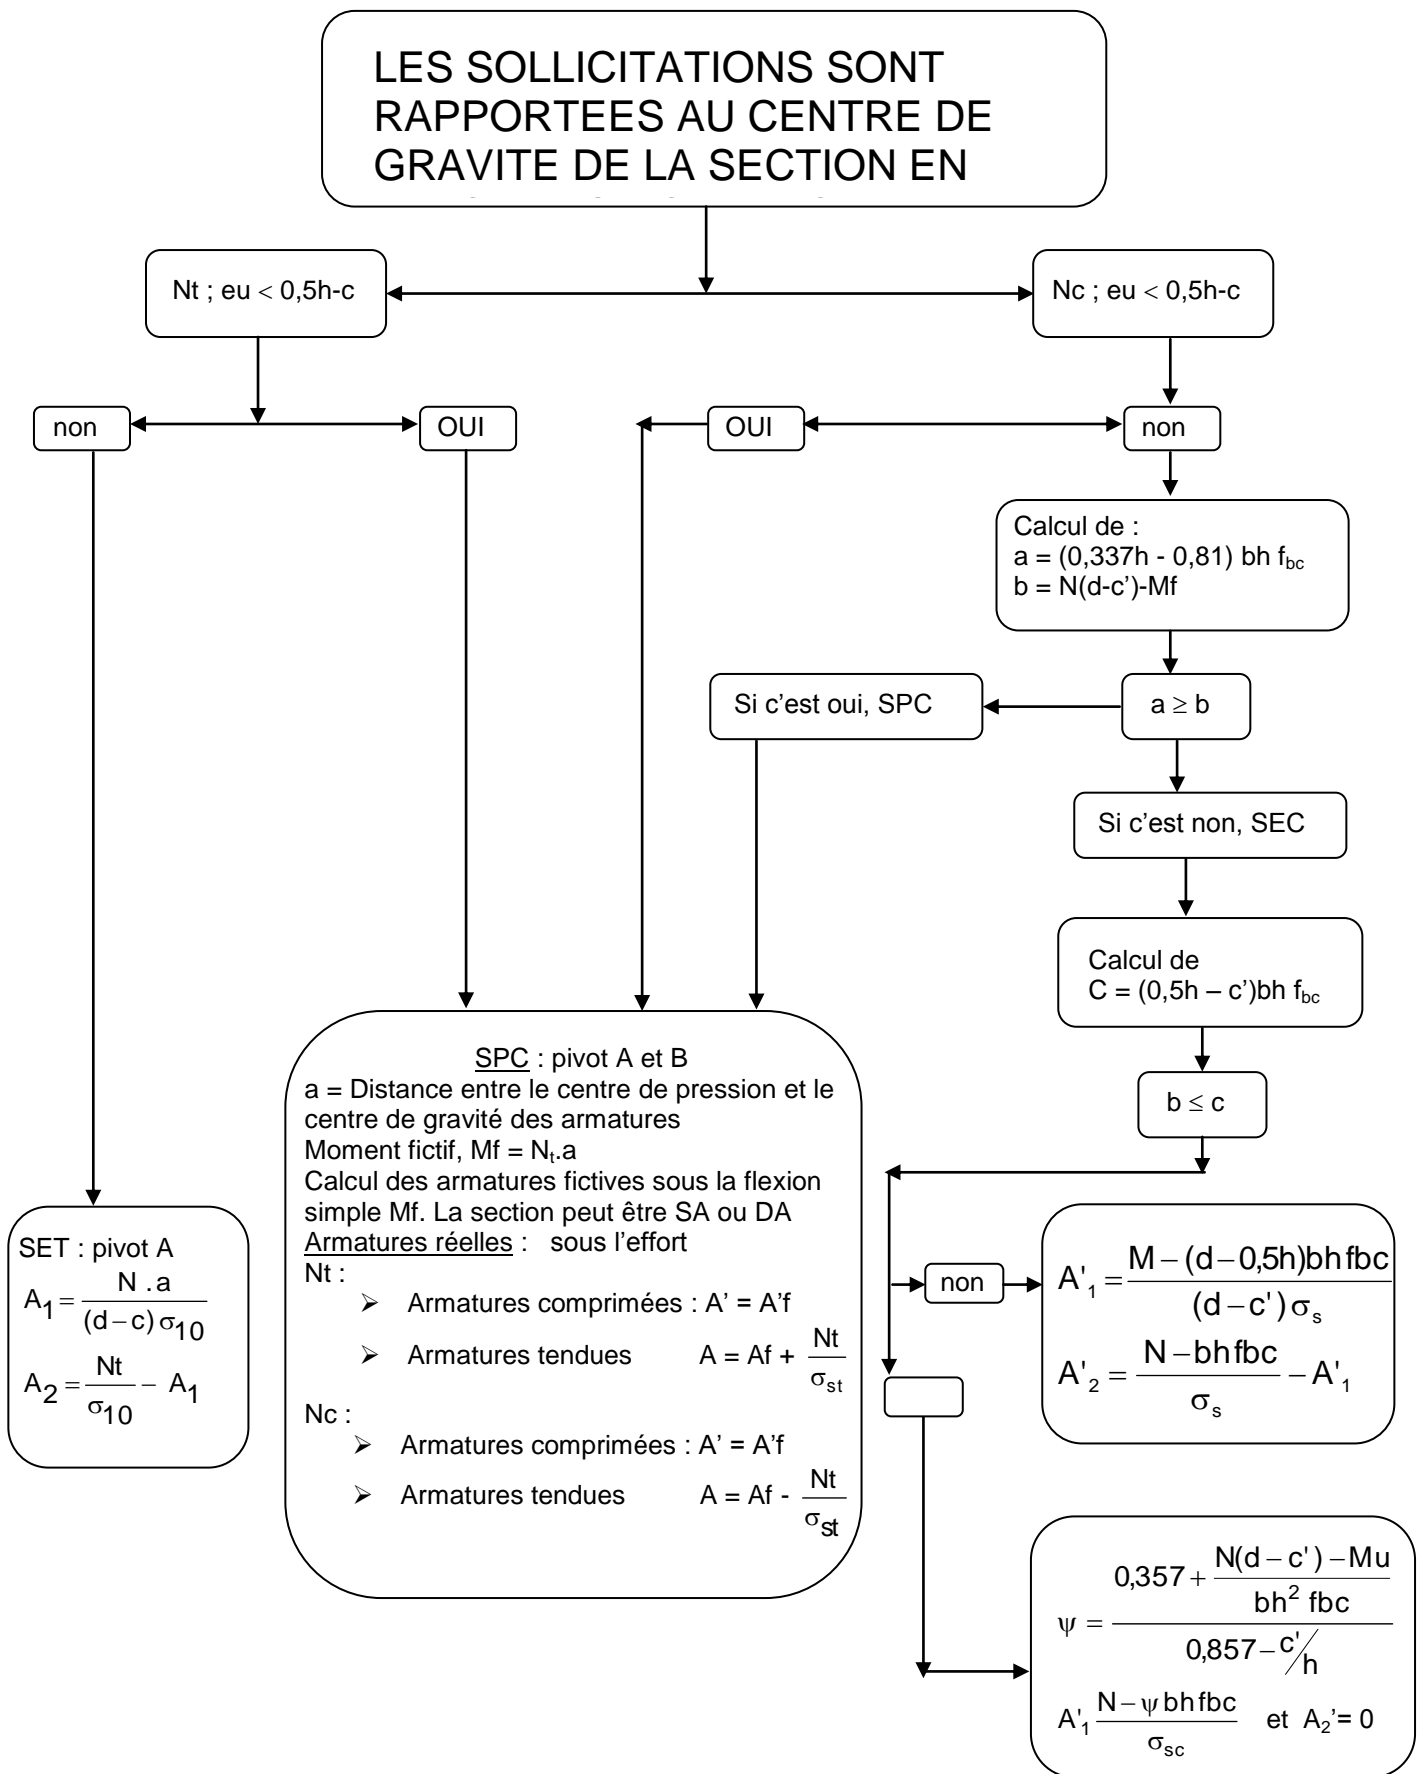 LES SOLLICITATIONS SONT
RAPPORTEES AU CENTRE DE
GRAVITE DE LA SECTION EN
Nt ; eu < 0,5h-c
Nc ; eu < 0,5h-c
non
OUI
OUI
non
Calcul de :
a = (0,337h - 0,81) bh f_bc
b = N(d-c’)-Mf
Si c’est oui, SPC
a ≥ b
Si c’est non, SEC
Calcul de
C = (0,5h – c’)bh f_bc
b ≤ c
SPC : pivot A et B
a = Distance entre le centre de pression et le
centre de gravité des armatures
Moment fictif, Mf = N_t.a
Calcul des armatures fictives sous la flexion
simple Mf. La section peut être SA ou DA
Armatures réelles : sous l’effort
Nt :
➢ Armatures comprimées : A’ = A’f
➢ Armatures tendues A = Af + Nt / σ_st
Nc :
➢ Armatures comprimées : A’ = A’f
➢ Armatures tendues A = Af - Nt / σ_st
SET : pivot A
A_1 = N .a / (d – c) σ_10
A_2 = Nt / σ_10 – A_1
non
A'_1 = M – (d – 0,5h)bh fbc / (d – c') σ_s
A'_2 = N – bh fbc / σ_s – A'_1
ψ = 0,357 + N(d – c') – Mu / bh² fbc / 0,857 – c'/h
A'_1 N – ψ bh fbc / σ_sc et A_2’= 0